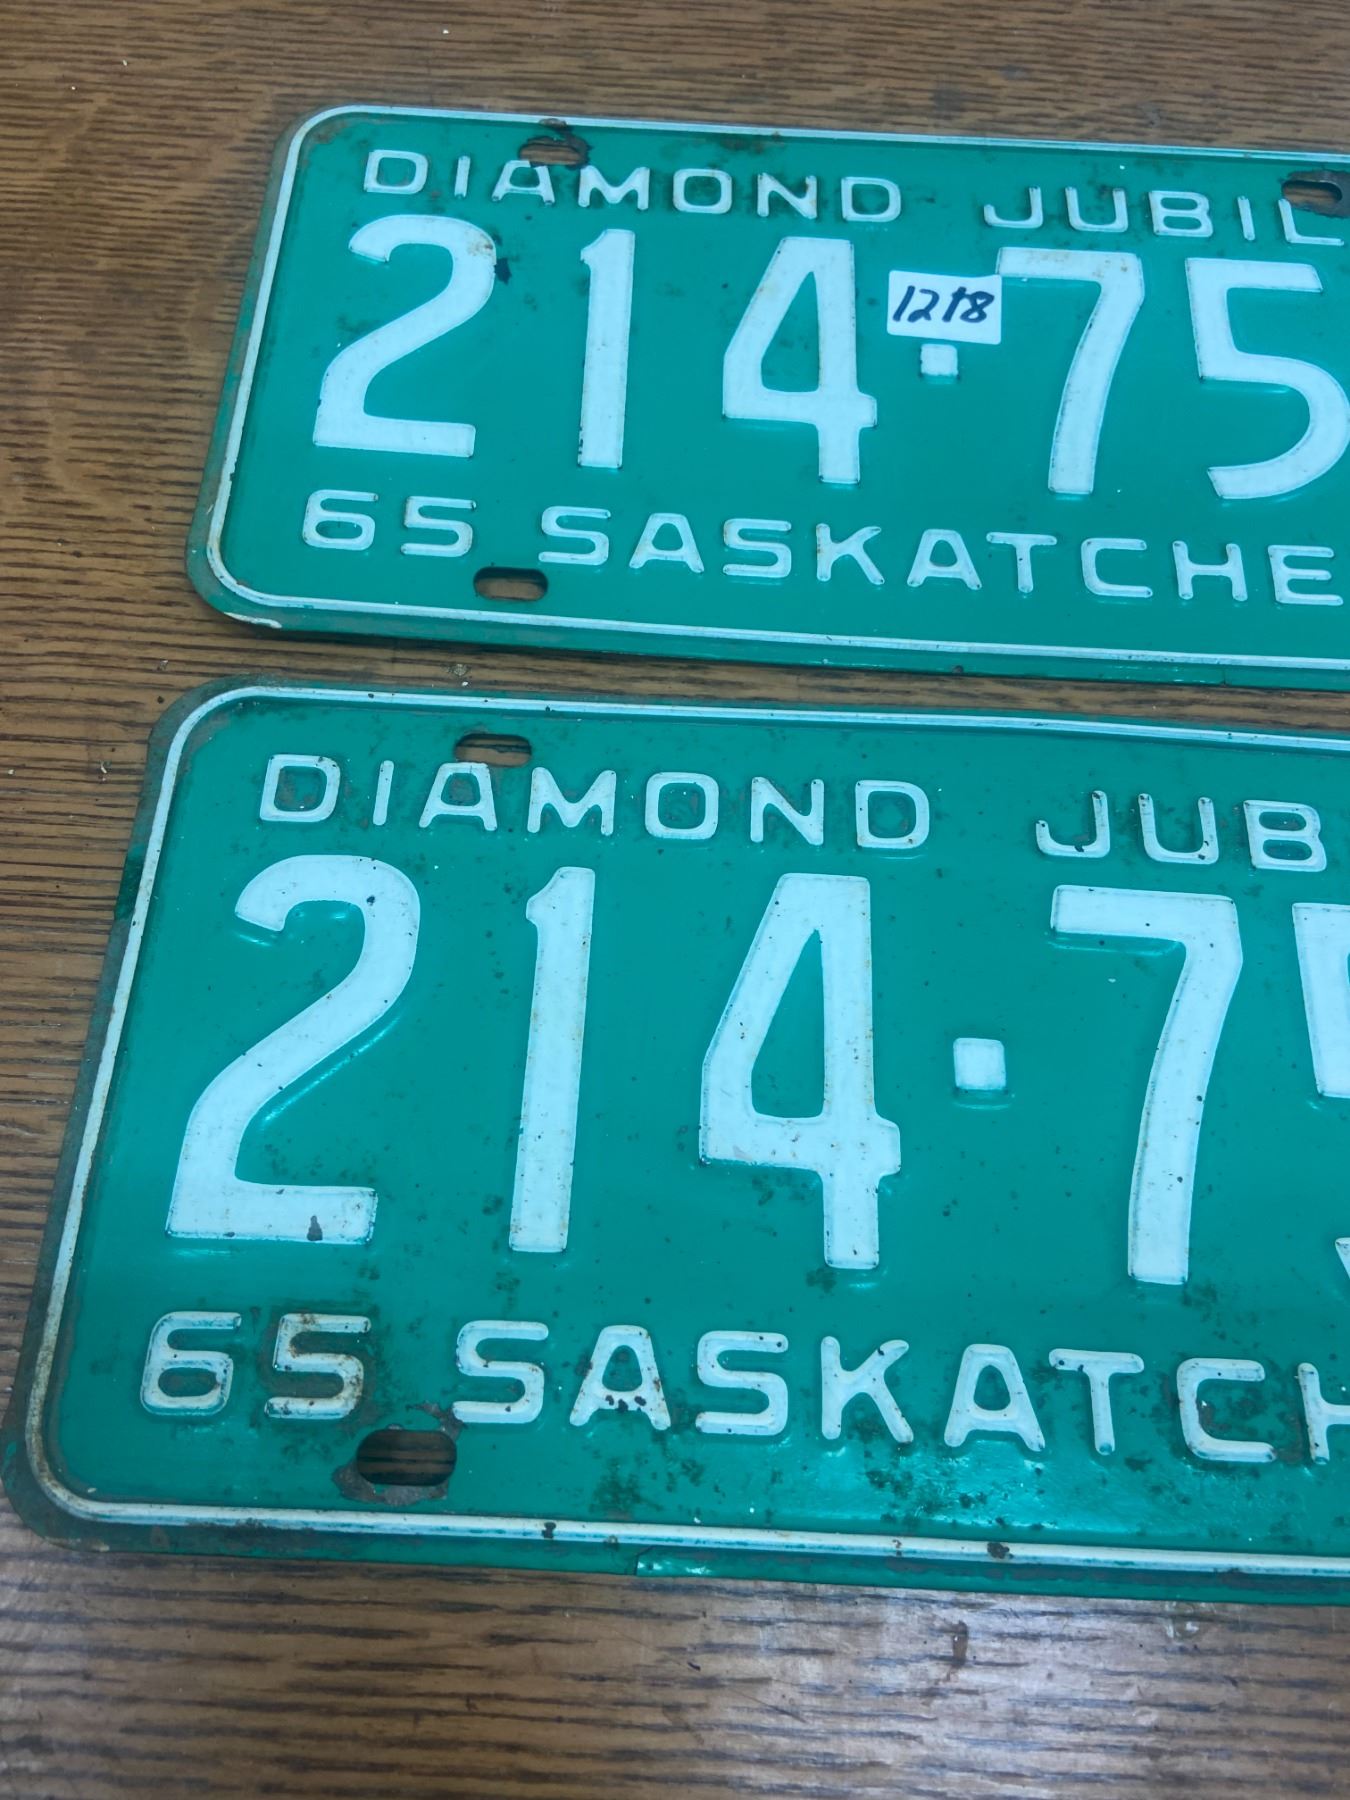 DIAMOND JUBIL
214·75
1218
65 SASKATCHE
DIAMOND JUB
214·7
65 SASKATCH